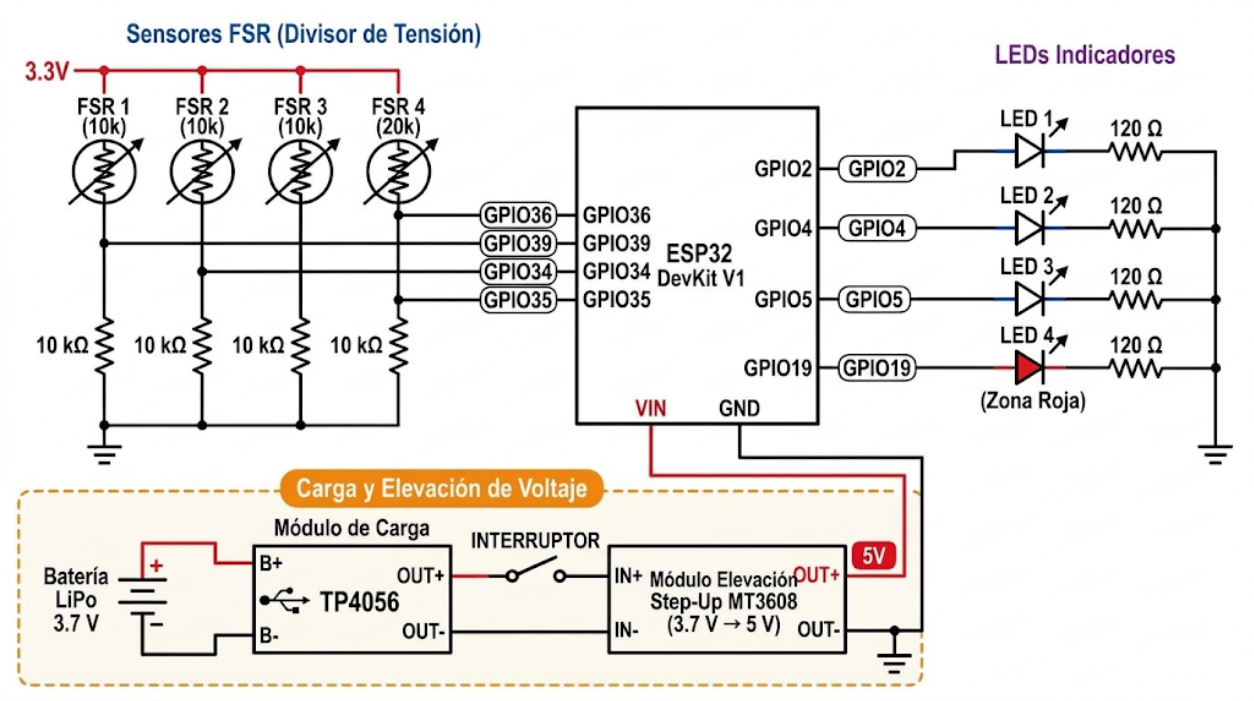 Sensores FSR (Divisor de Tensión)
LEDs Indicadores
3.3V
FSR 1
(10k)
FSR 2
(10k)
FSR 3
(10k)
FSR 4
(20k)
10 kΩ
10 kΩ
10 kΩ
10 kΩ
GPIO36
GPIO39
GPIO34
GPIO35
GPIO36
GPIO39
GPIO34
GPIO35
ESP32
DevKit V1
GPIO2
GPIO4
GPIO5
GPIO19
VIN
GND
GPIO2
GPIO4
GPIO5
GPIO19
LED 1
120 Ω
LED 2
120 Ω
LED 3
120 Ω
LED 4
120 Ω
(Zona Roja)
Carga y Elevación de Voltaje
Batería
LiPo
3.7 V
+
−
Módulo de Carga
B+
B-
TP4056
OUT+
OUT-
INTERRUPTOR
IN+
IN-
Módulo Elevación
Step-Up MT3608
(3.7 V → 5 V)
OUT+
OUT-
5V